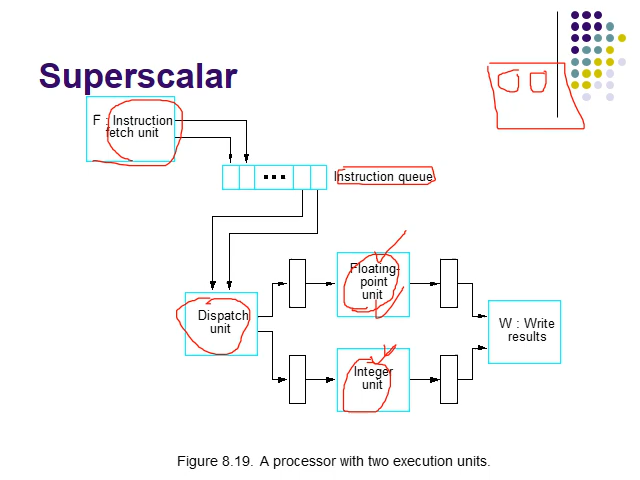 Superscalar
F : Instruction
fetch unit
Instruction queue
Floating-
point
unit
Dispatch
unit
W : Write
results
Integer
unit
Figure 8.19. A processor with two execution units.